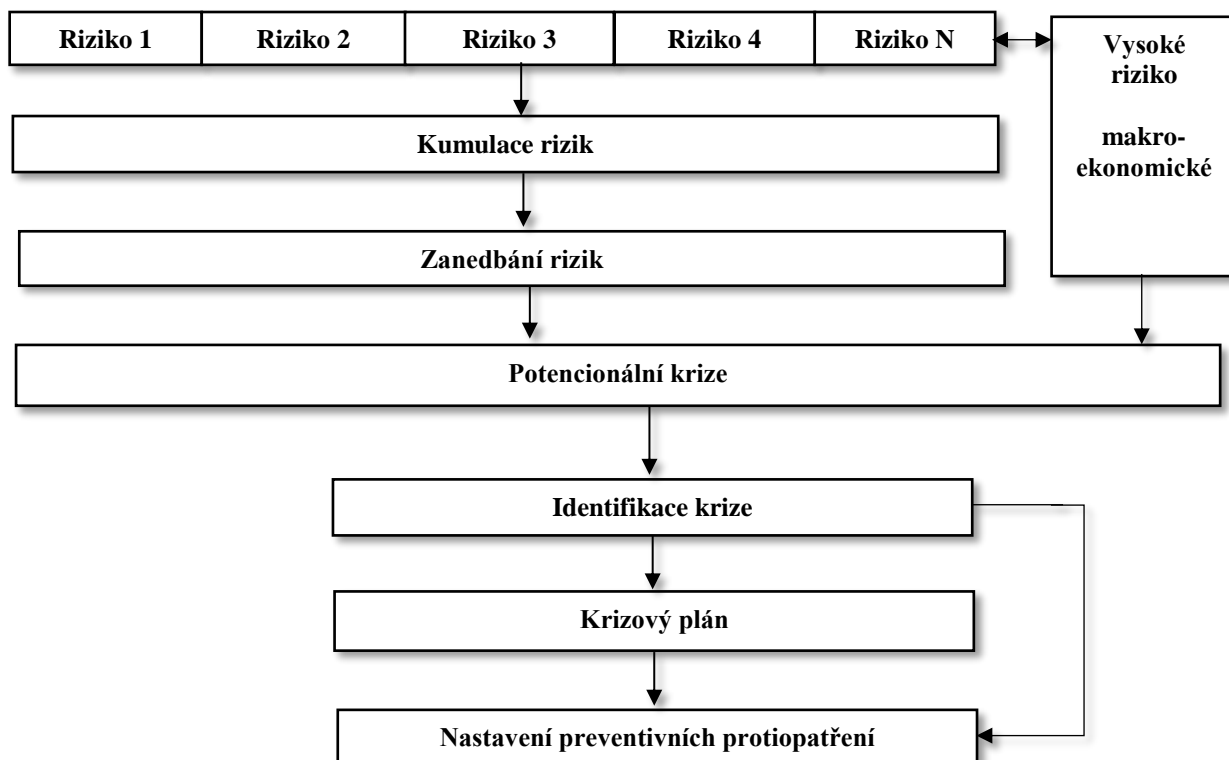 Riziko 1 Riziko 2 Riziko 3 Riziko 4 Riziko N
Vysoké
riziko
makro-
ekonomické
Kumulace rizik
Zanedbání rizik
Potencionální krize
Identifikace krize
Krizový plán
Nastavení preventivních protiopatření